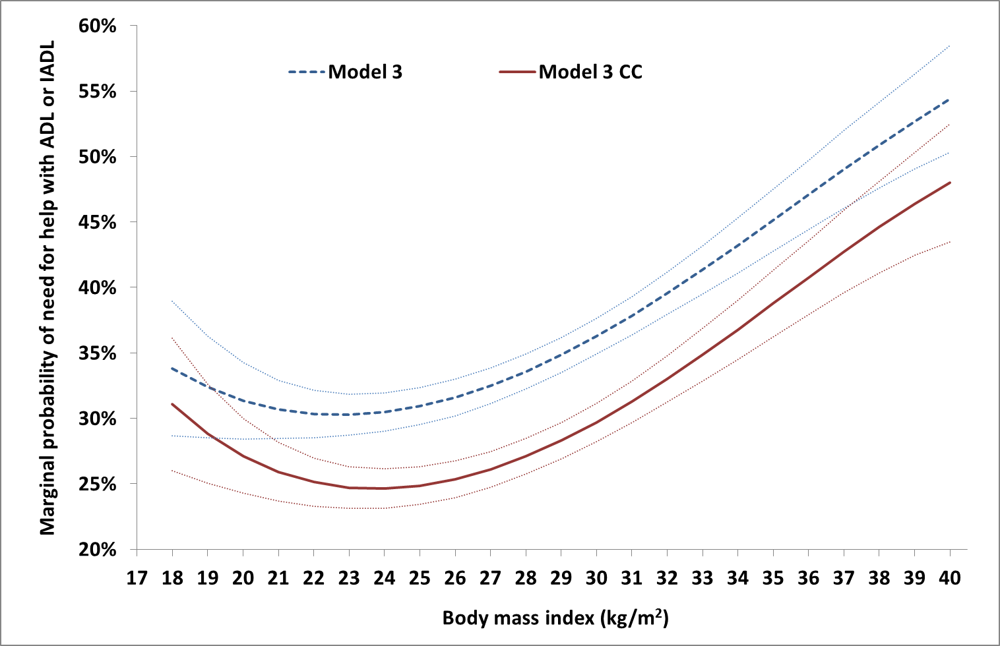 Marginal probability of need for help with ADL or IADL
60%
55%
50%
45%
40%
35%
30%
25%
20%
Model 3
Model 3 CC
17 18 19 20 21 22 23 24 25 26 27 28 29 30 31 32 33 34 35 36 37 38 39 40
Body mass index (kg/m²)